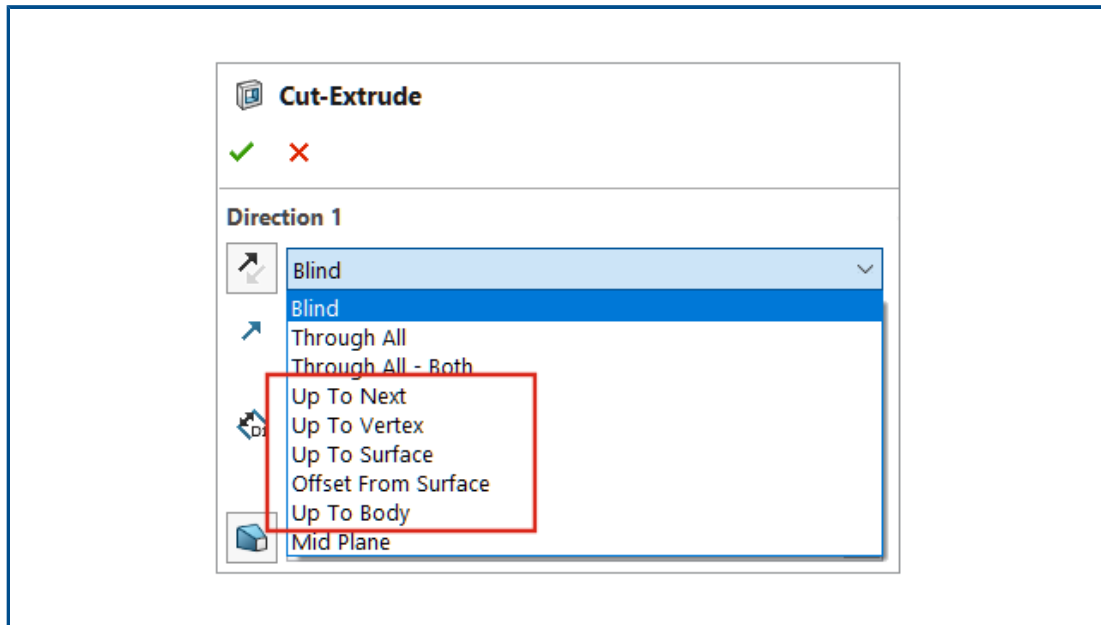 Cut-Extrude
Direction 1
Blind
Blind
Through All
Through All - Both
Up To Next
D1
Up To Vertex
Up To Surface
Offset From Surface
Up To Body
Mid Plane